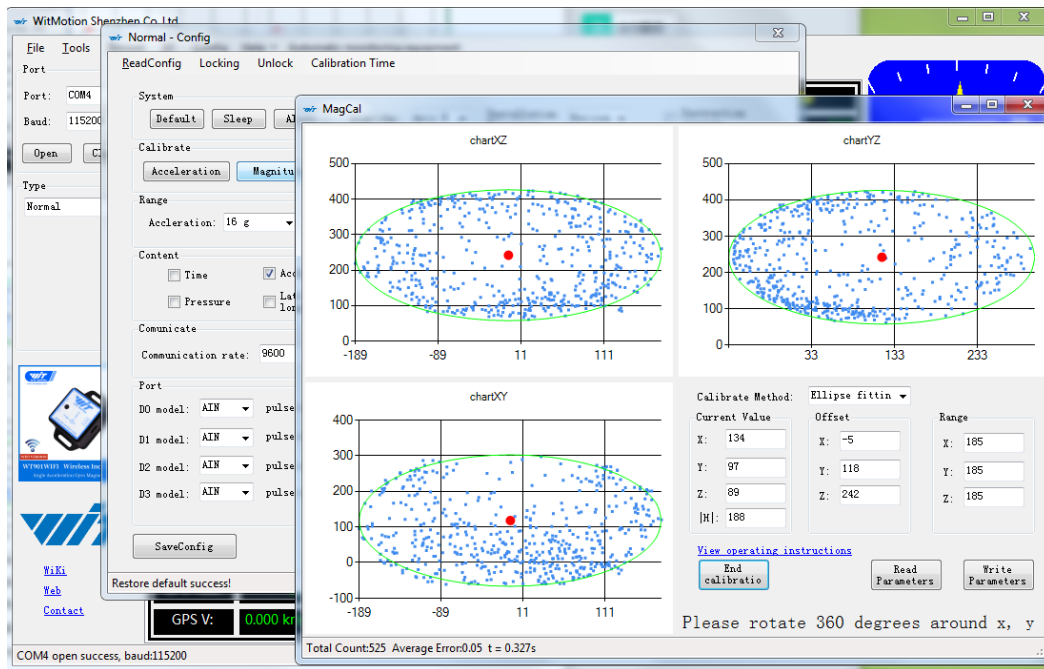 WitMotion Shenzhen Co.,Ltd
File Tools
Port
Port: COM4
Baud: 115200
Open
Type
Normal
WT901WIFI Wireless
WiKi
Web
Contact
GPS V: 0.000
COM4 open success, baud:115200
Normal - Config
ReadConfig Locking Unlock Calibration Time
System
Default Sleep
Calibrate
Acceleration Magnitu
Range
Accleration: 16 g
Content
Time
Acc
Pressure
Comunicate
Communication rate: 9600
Port
D0 model: AIN pulse
D1 model: AIN pulse
D2 model: AIN pulse
D3 model: AIN pulse
SaveConfig
Restore default success!
MagCal
chartXZ
500
400
300
200
100
0
-189 -89 11 111
chartYZ
500
400
300
200
100
0
33 133 233
chartXY
400
300
200
100
0
-100
-189 -89 11 111
Calibrate Method: Ellipse fittin
Current Value Offset Range
X: 134 X: -5 X: 185
Y: 97 Y: 118 Y: 185
Z: 89 Z: 242 Z: 185
|H|: 188
View operating instructions
End calibratio
Read Parameters
Write Parameters
Please rotate 360 degrees around x, y
Total Count:525 Average Error:0.05 t = 0.327s